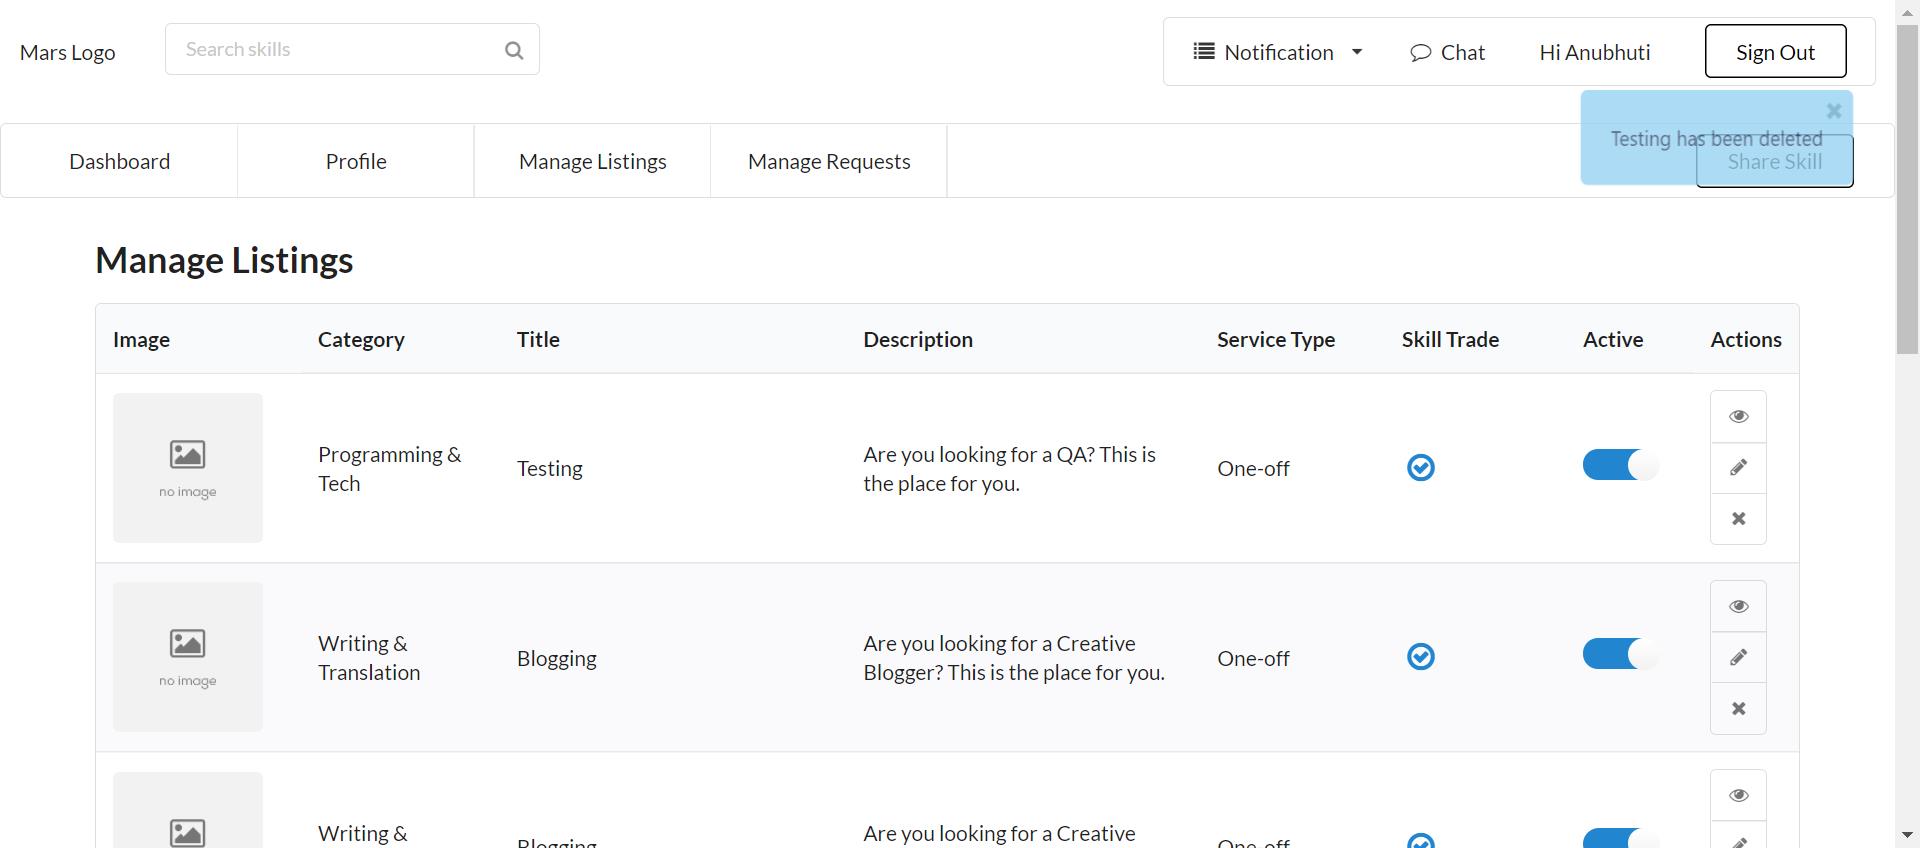 Mars Logo
Search skills
Notification
Chat
Hi Anubhuti
Sign Out
Testing has been deleted
Dashboard
Profile
Manage Listings
Manage Requests
Share Skill
Manage Listings
Image Category Title Description Service Type Skill Trade Active Actions
no image
Programming &
Tech
Testing
Are you looking for a QA? This is
the place for you.
One-off
no image
Writing &
Translation
Blogging
Are you looking for a Creative
Blogger? This is the place for you.
One-off
Writing &
Blogging
Are you looking for a Creative
One-off